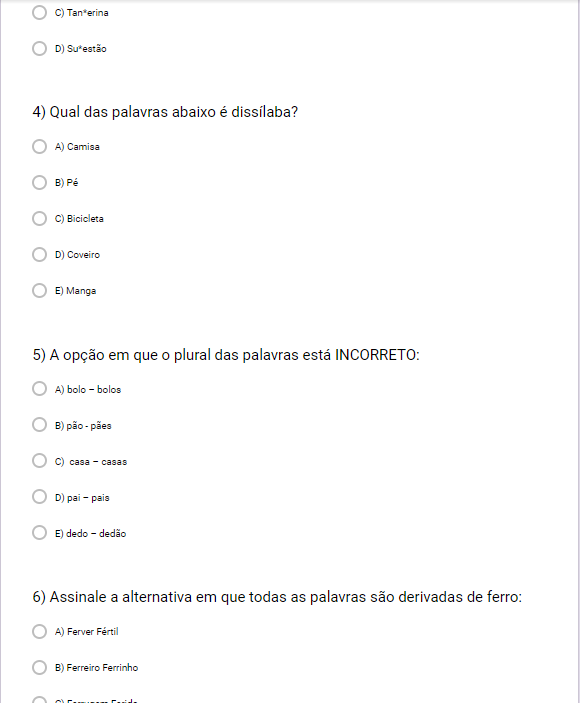 C) Tan*erina
D) Su*estão
4) Qual das palavras abaixo é dissílaba?
A) Camisa
B) Pé
C) Bicicleta
D) Coveiro
E) Manga
5) A opção em que o plural das palavras está INCORRETO:
A) bolo – bolos
B) pão - pães
C) casa – casas
D) pai – pais
E) dedo – dedão
6) Assinale a alternativa em que todas as palavras são derivadas de ferro:
A) Ferver Fértil
B) Ferreiro Ferrinho